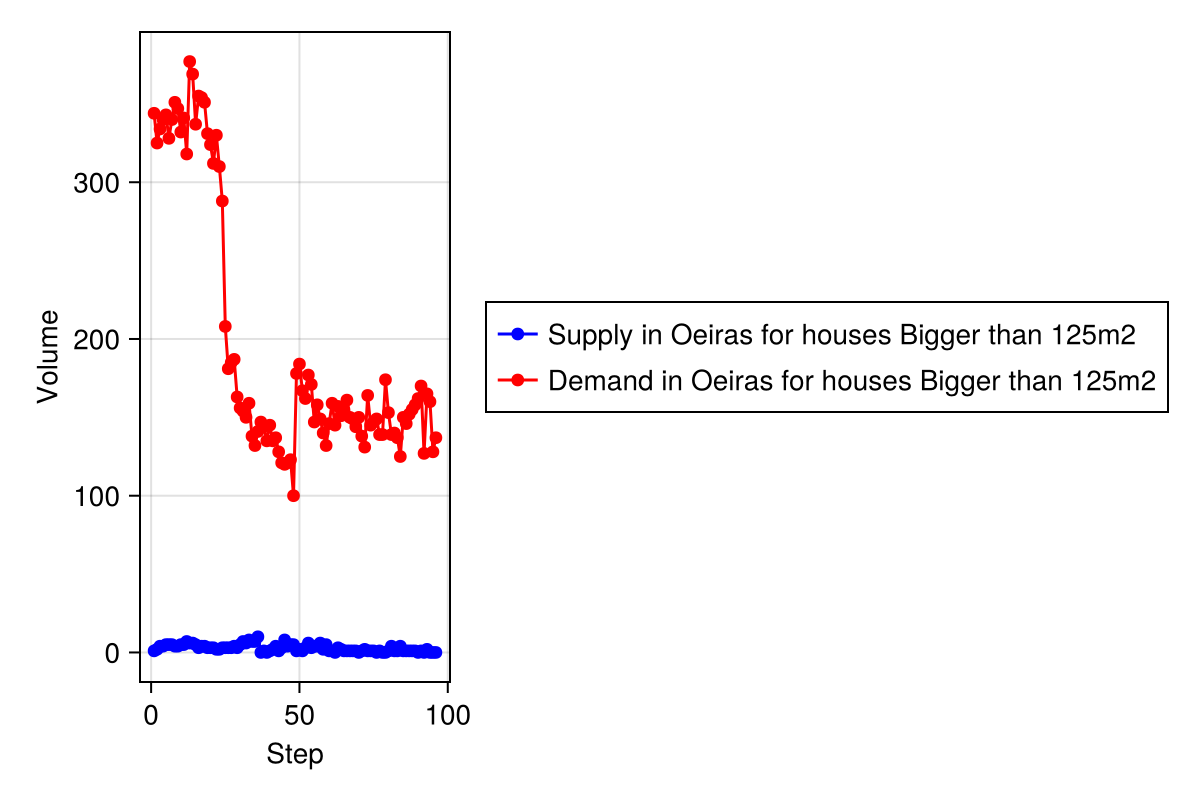 300
200
100
0
Volume
0
50
100
Step
Supply in Oeiras for houses Bigger than 125m2
Demand in Oeiras for houses Bigger than 125m2